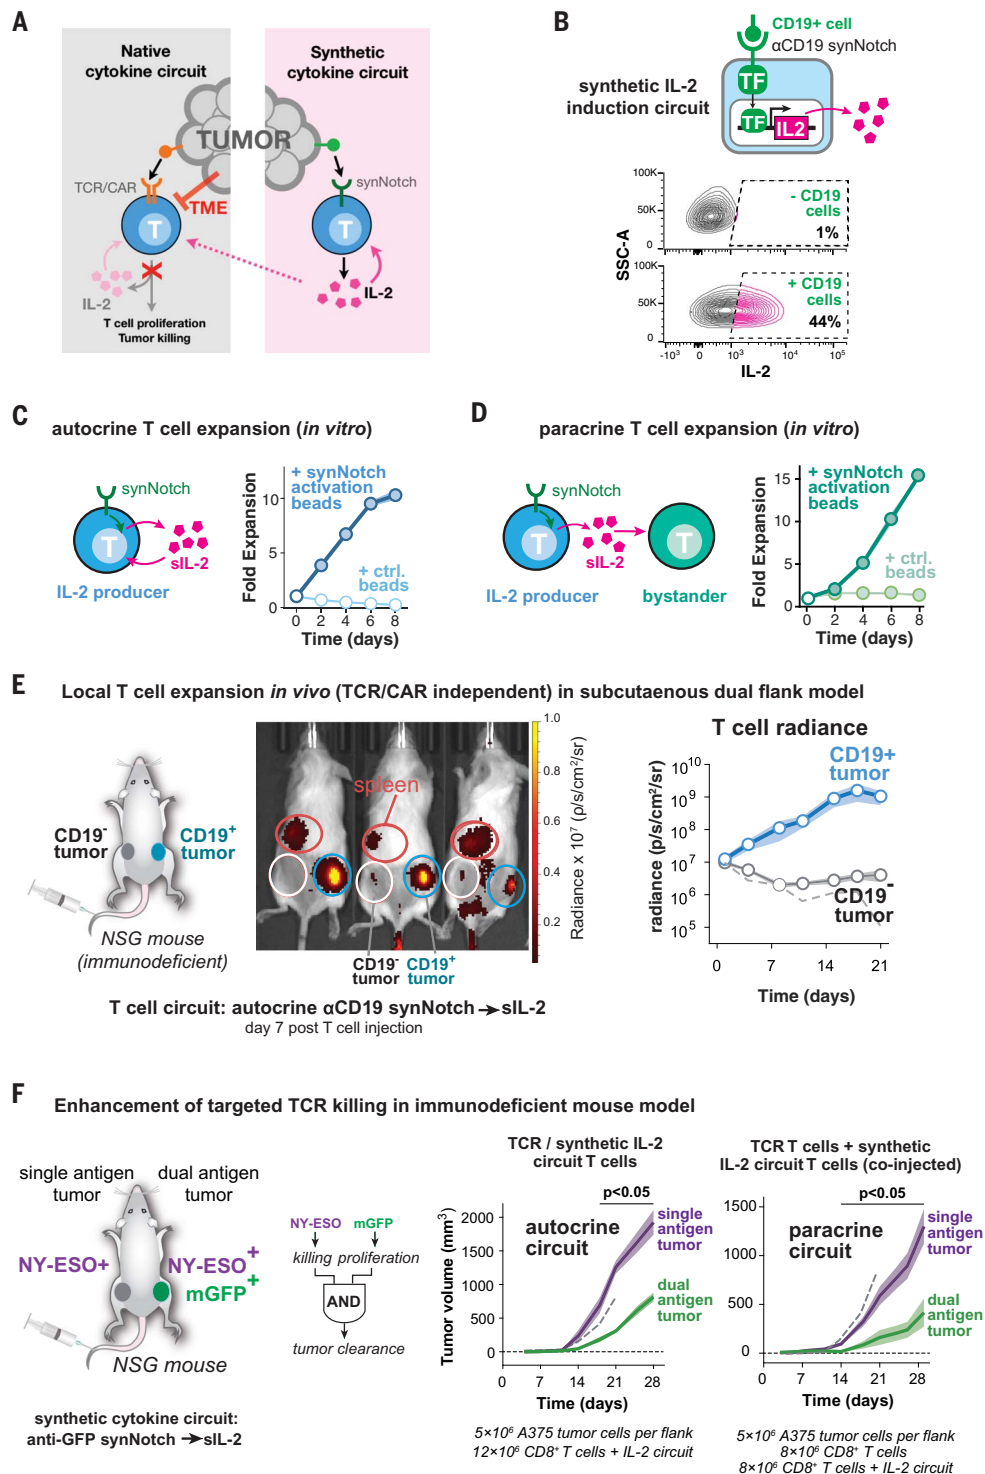 A
Native
cytokine circuit
Synthetic
cytokine circuit
TUMOR
TCR/CAR
TME
synNotch
T
T
IL-2
IL-2
T cell proliferation
Tumor killing
B
CD19+ cell
αCD19 synNotch
synthetic IL-2
induction circuit
TF
TF
IL2
100K
50K
0
- CD19
cells
1%
SSC-A
100K
50K
0
+ CD19
cells
44%
-10³ 0 10³ 10⁴ 10⁵
IL-2
C
autocrine T cell expansion (in vitro)
synNotch
T
sIL-2
IL-2 producer
Fold Expansion
10
5
0
+ synNotch
activation
beads
+ ctrl.
beads
0 2 4 6 8
Time (days)
D
paracrine T cell expansion (in vitro)
synNotch
T
sIL-2
T
IL-2 producer
bystander
Fold Expansion
15
10
5
0
+ synNotch
activation
beads
+ ctrl.
beads
0 2 4 6 8
Time (days)
E
Local T cell expansion in vivo (TCR/CAR independent) in subcutaenous dual flank model
CD19⁻
tumor
CD19⁺
tumor
NSG mouse
(immunodeficient)
spleen
CD19⁻
tumor
CD19⁺
tumor
1.0
0.8
0.6
0.4
0.2
Radiance x 10⁷ (ρ/s/cm²/sr)
T cell circuit: autocrine αCD19 synNotch → sIL-2
day 7 post T cell injection
T cell radiance
radiance (p/s/cm²/sr)
10¹⁰
10⁹
10⁸
10⁷
10⁶
10⁵
CD19+
tumor
CD19⁻
tumor
0 7 14 21
Time (days)
F
Enhancement of targeted TCR killing in immunodeficient mouse model
single antigen
tumor
dual antigen
tumor
NY-ESO+
NY-ESO⁺
mGFP⁺
NSG mouse
synthetic cytokine circuit:
anti-GFP synNotch → sIL-2
NY-ESO mGFP
killing proliferation
AND
tumor clearance
TCR / synthetic IL-2
circuit T cells
p<0.05
autocrine
circuit
single
antigen
tumor
dual
antigen
tumor
Tumor volume (mm³)
2000
1500
1000
500
0
0 7 14 21 28
Time (days)
5×10⁶ A375 tumor cells per flank
12×10⁶ CD8⁺ T cells + IL-2 circuit
TCR T cells + synthetic
IL-2 circuit T cells (co-injected)
p<0.05
paracrine
circuit
single
antigen
tumor
dual
antigen
tumor
1500
1000
500
0
0 7 14 21 28
Time (days)
5×10⁶ A375 tumor cells per flank
8×10⁶ CD8⁺ T cells
8×10⁶ CD8⁺ T cells + IL-2 circuit